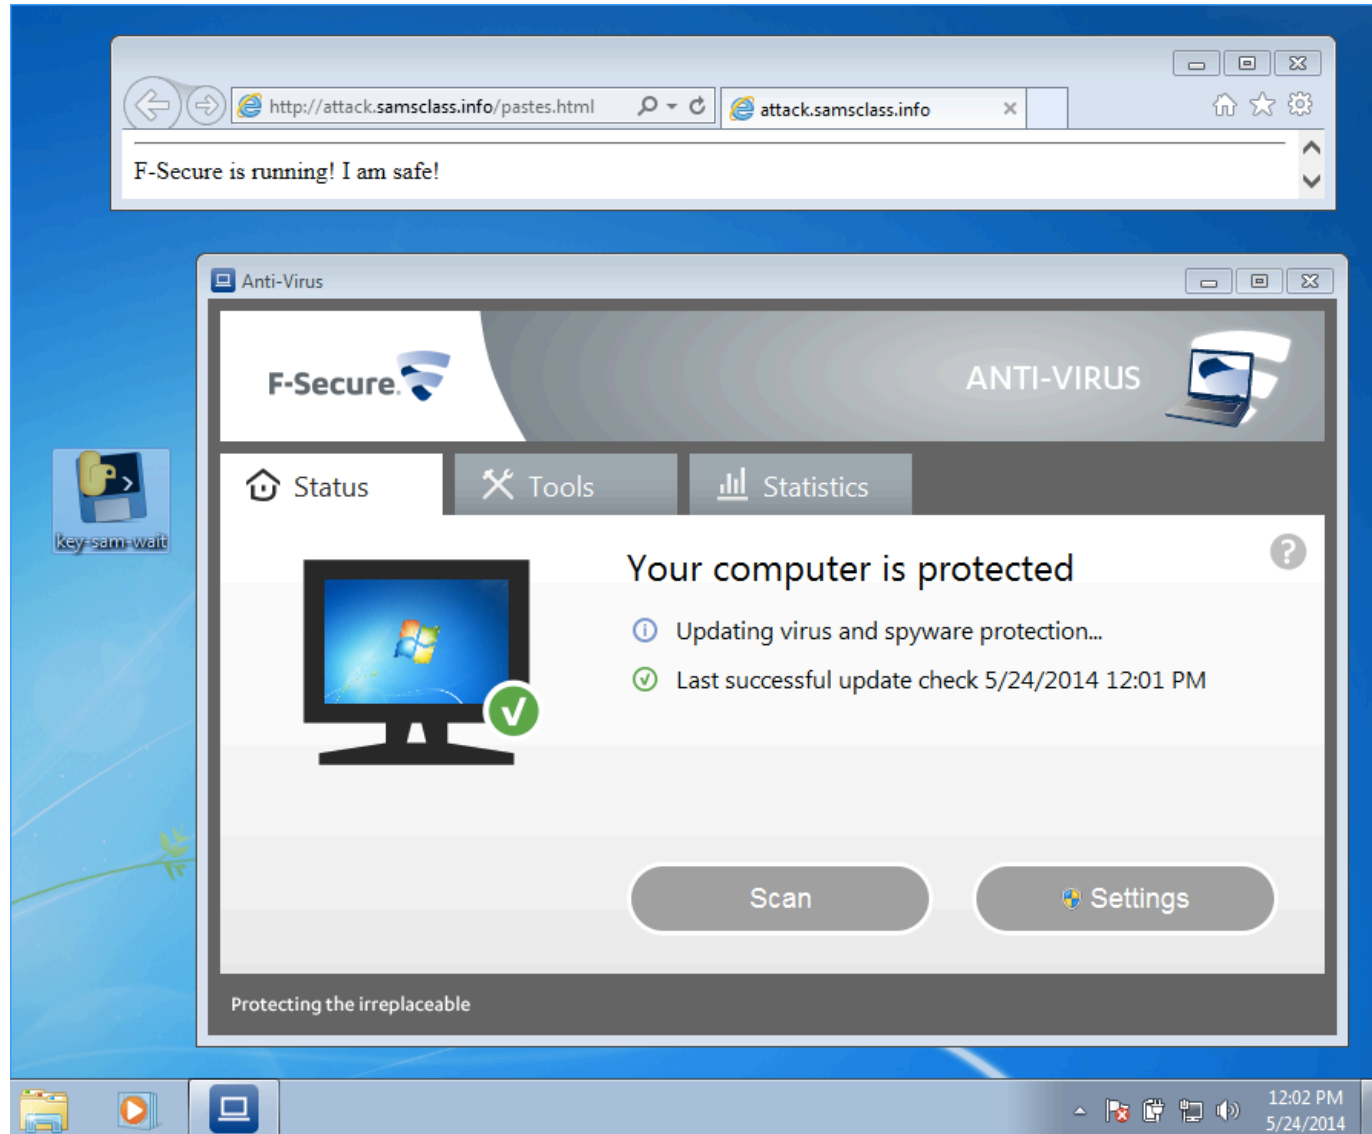 http://attack.samsclass.info/pastes.html
attack.samsclass.info
F-Secure is running! I am safe!
Anti-Virus
F-Secure.
ANTI-VIRUS
Status
Tools
Statistics
key-sam-wait
Your computer is protected
Updating virus and spyware protection...
Last successful update check 5/24/2014 12:01 PM
Scan
Settings
Protecting the irreplaceable
12:02 PM
5/24/2014